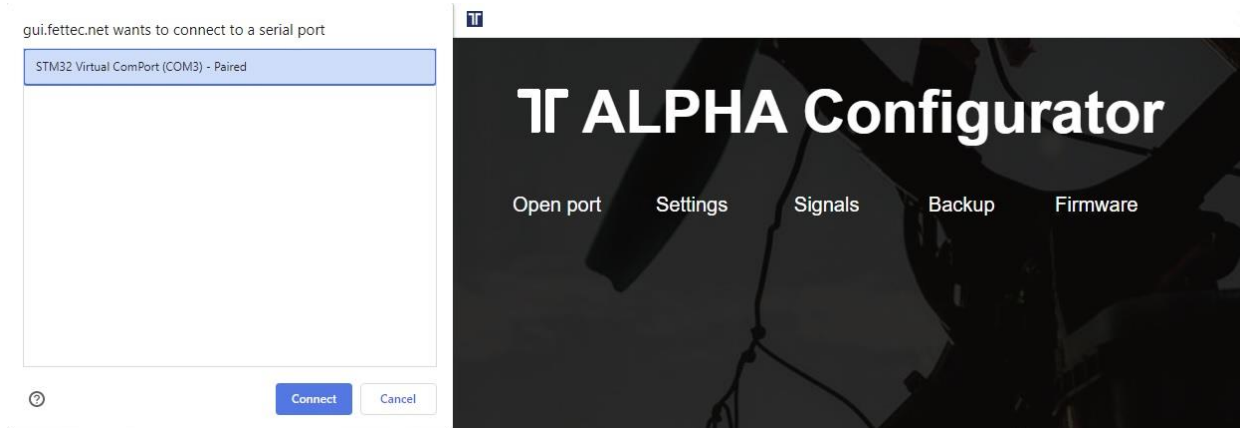 gui.fettec.net wants to connect to a serial port
STM32 Virtual ComPort (COM3) - Paired
Connect
Cancel
ALPHA Configurator
Open port
Settings
Signals
Backup
Firmware